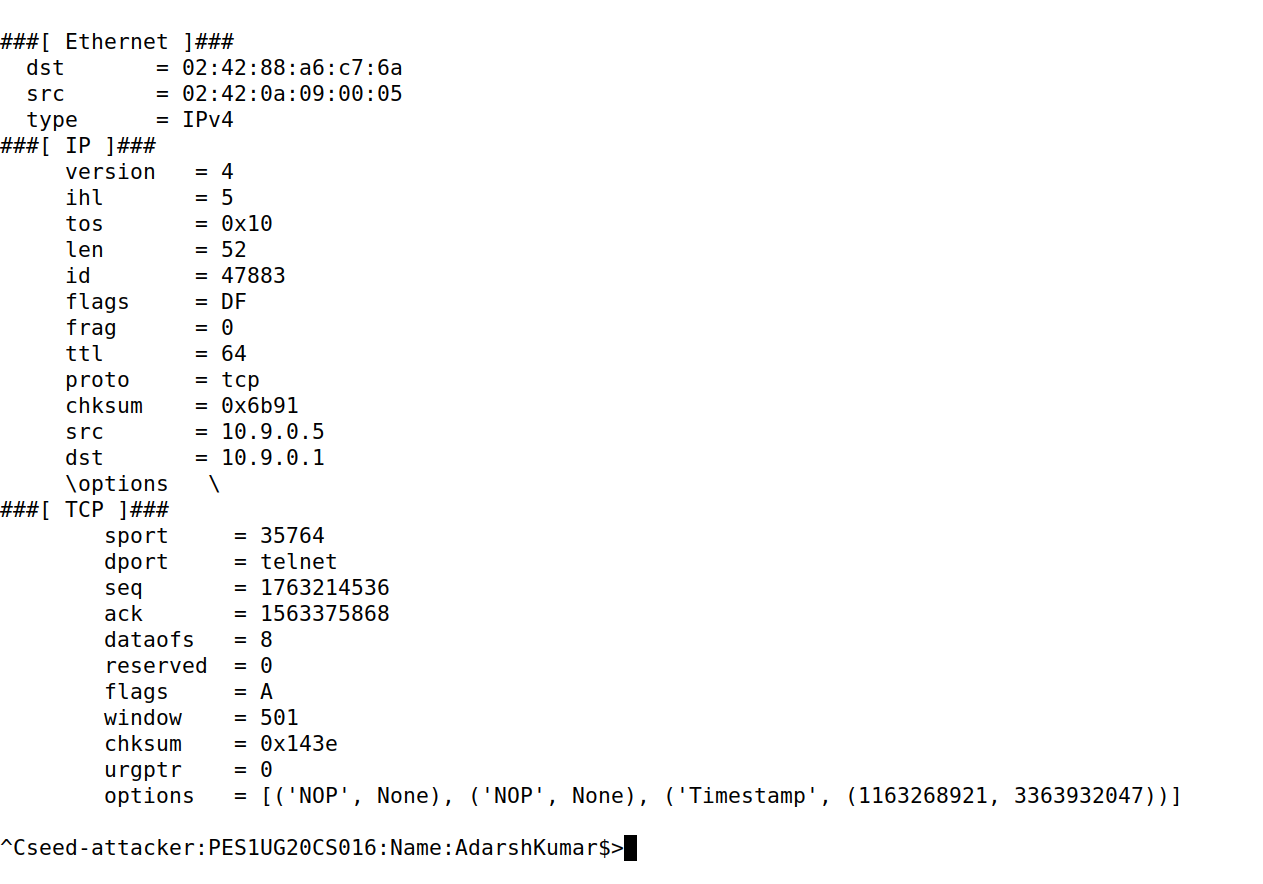 ###[ Ethernet ]###
  dst       = 02:42:88:a6:c7:6a
  src       = 02:42:0a:09:00:05
  type      = IPv4
###[ IP ]###
     version   = 4
     ihl       = 5
     tos       = 0x10
     len       = 52
     id        = 47883
     flags     = DF
     frag      = 0
     ttl       = 64
     proto     = tcp
     chksum    = 0x6b91
     src       = 10.9.0.5
     dst       = 10.9.0.1
     \options   \
###[ TCP ]###
        sport     = 35764
        dport     = telnet
        seq       = 1763214536
        ack       = 1563375868
        dataofs   = 8
        reserved  = 0
        flags     = A
        window    = 501
        chksum    = 0x143e
        urgptr    = 0
        options   = [('NOP', None), ('NOP', None), ('Timestamp', (1163268921, 3363932047))]
^Cseed-attacker:PES1UG20CS016:Name:AdarshKumar$>